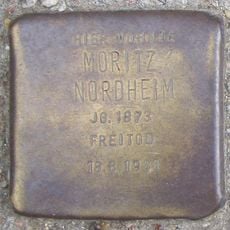 HIER WOHNTE
MORITZ
NORDHEIM
JG. 1873
FREITOD